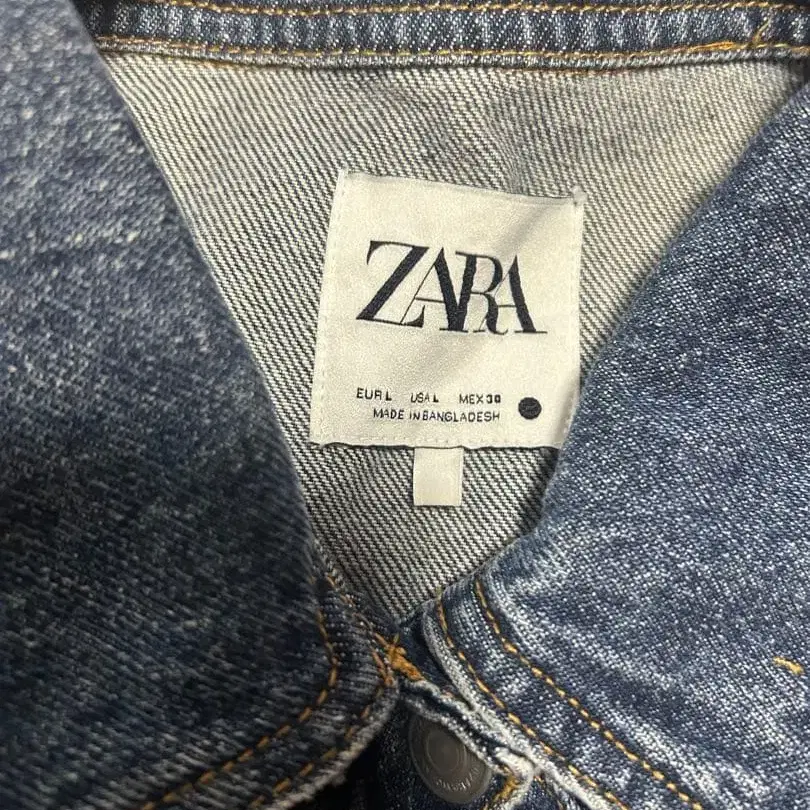 ZARA
EUR L USA L MEX 30
MADE IN BANGLADESH